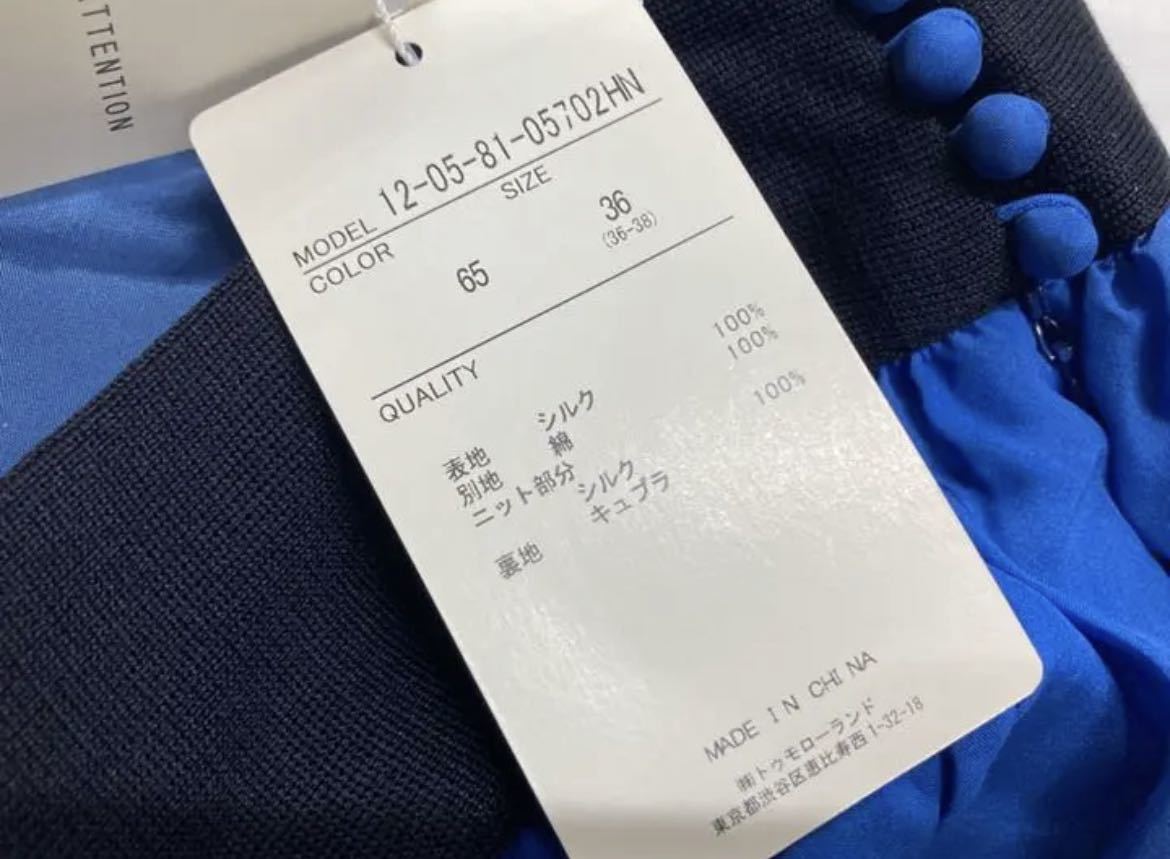 ATTENTION
MODEL 12-05-81-05702HN
COLOR SIZE
65 36
(36-38)
QUALITY
表地 シルク 100%
別地 綿 100%
ニット部分
シルク 100%
裏地 キュプラ
MADE IN CHINA
㈱トゥモローランド
東京都渋谷区恵比寿西1-32-18